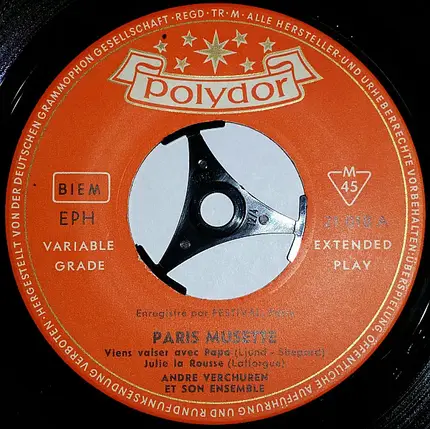 HERGESTELLT VON DER DEUTSCHEN GRAMMOPHON GESELLSCHAFT · REGD · TR · M · ALLE HERSTELLER- UND URHEBERRECHTE VORBEHALTEN · ÜBERSPIELUNG ÖFFENTLICHE AUFFÜHRUNG UND RUNDFUNKSENDUNG VERBOTEN ·
Polydor
BIEM
EPH
VARIABLE
GRADE
M
45
EXTENDED
PLAY
Enregistré par FESTIVAL
PARIS MUSETTE
Viens valser avec Papa (Ljund - Shepard)
Julie la Rousse (Lafforgue)
ANDRE VERCHUREN
ET SON ENSEMBLE